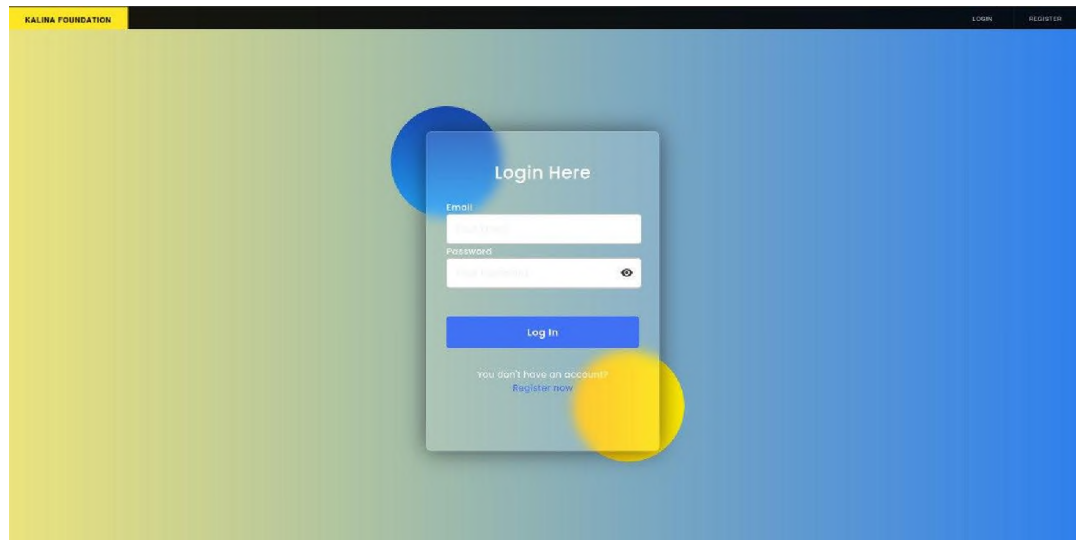 KALINA FOUNDATION
LOGIN
REGISTER
Login Here
Email
Password
Log In
You don't have an account?
Register now